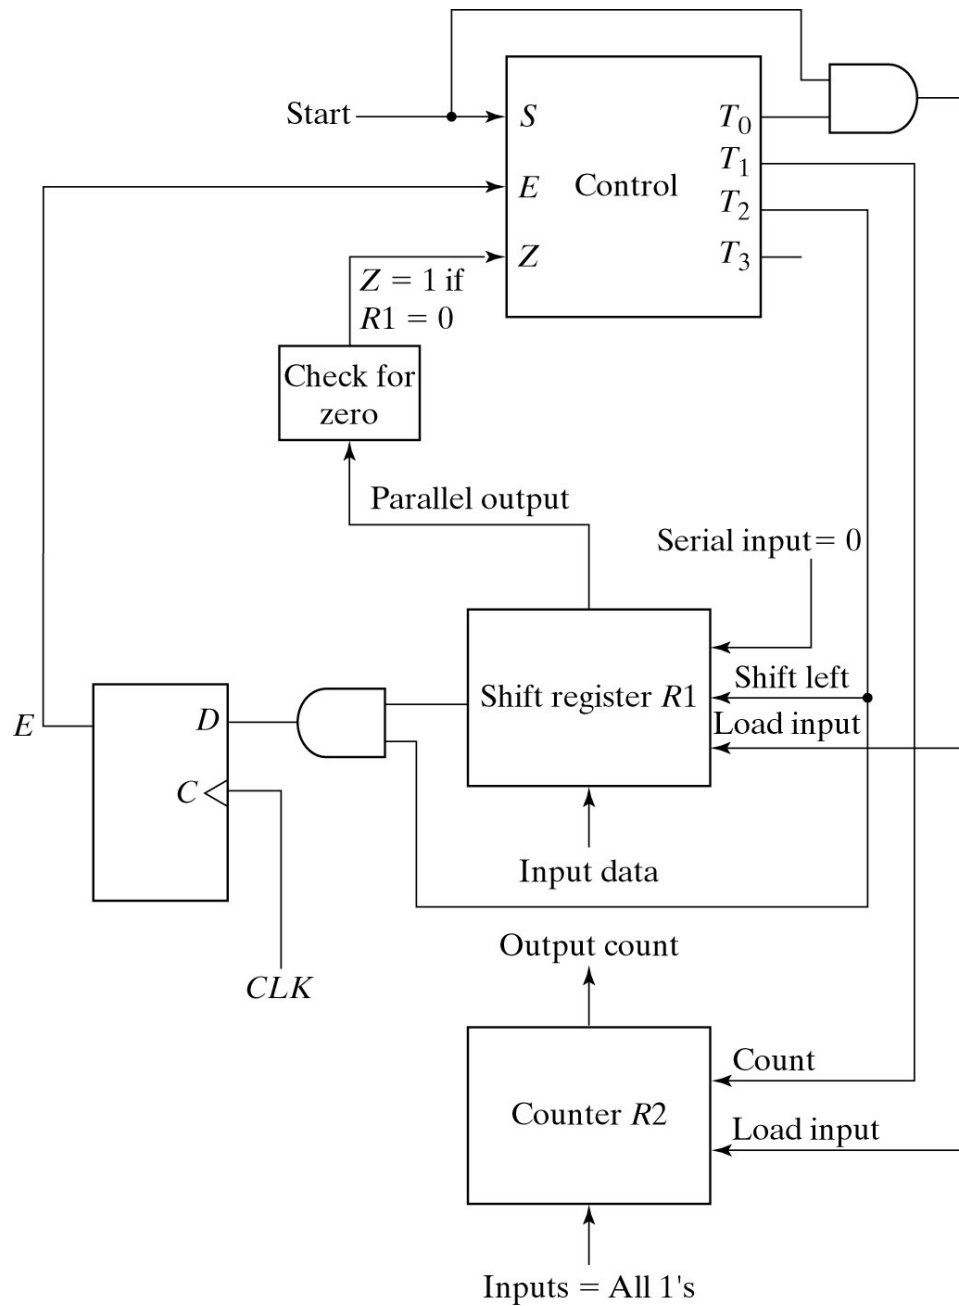 Start
S
T0
T1
E
Control
T2
Z
T3
Z = 1 if
R1 = 0
Check for
zero
Parallel output
Serial input = 0
Shift register R1
Shift left
Load input
E
D
C
Input data
CLK
Output count
Count
Counter R2
Load input
Inputs = All 1's